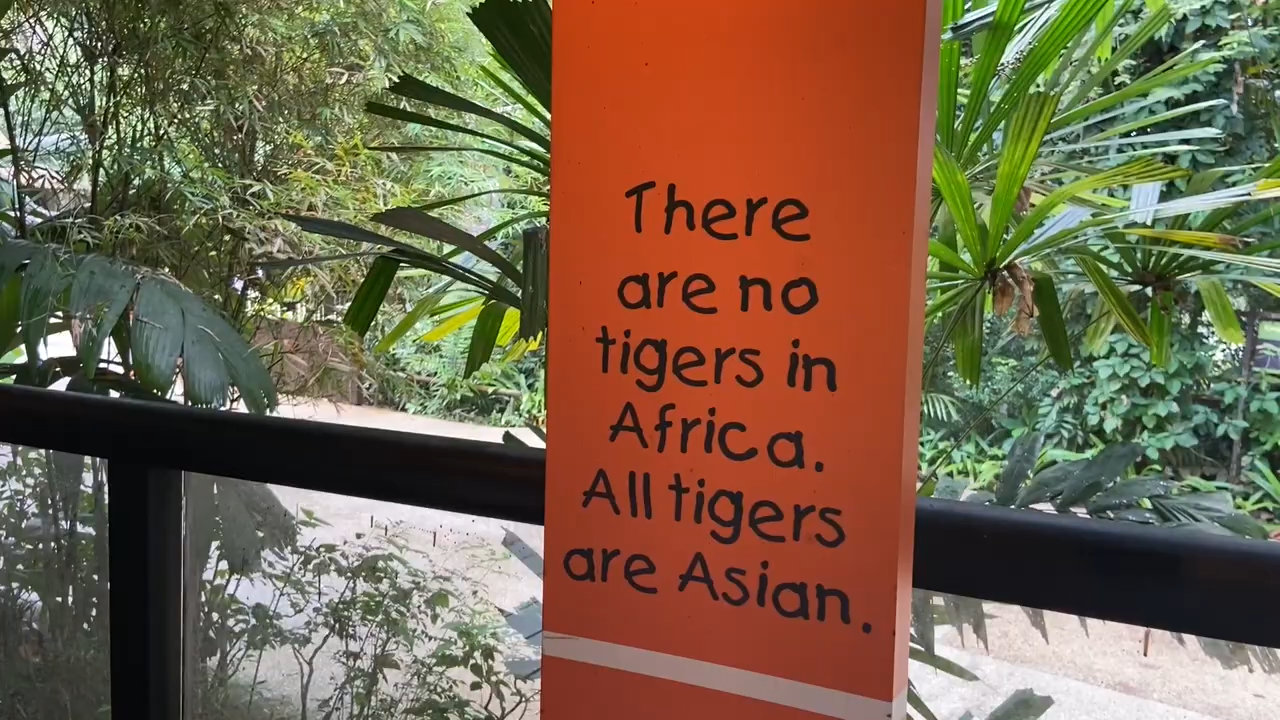 There
are no
tigers in
Africa.
All tigers
are Asian.